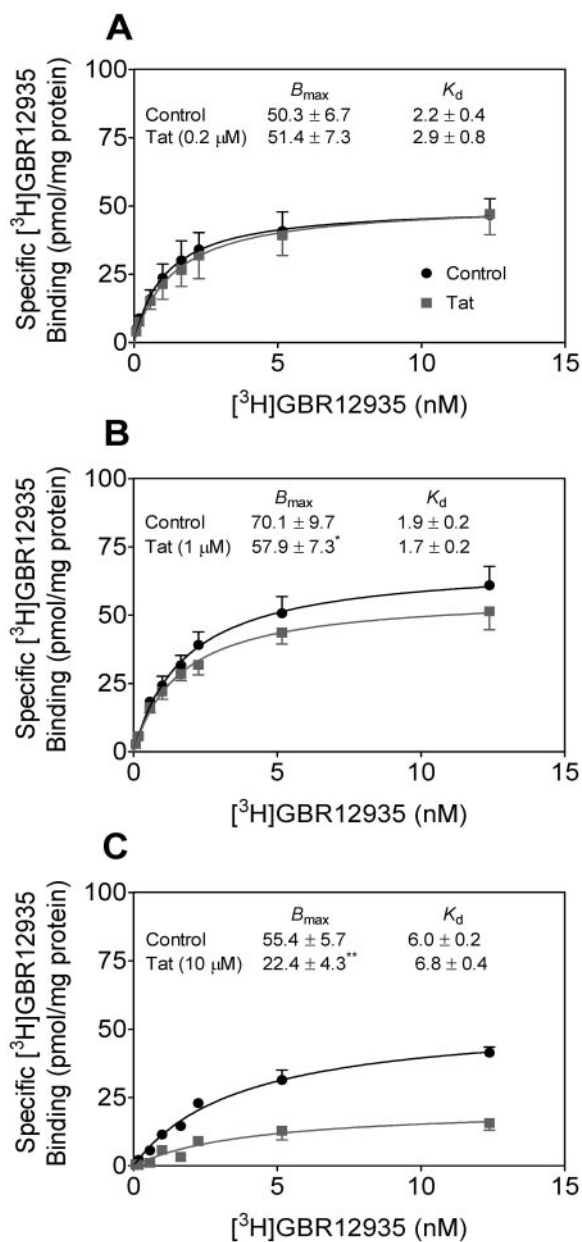 A
Specific [³H]GBR12935
Binding (pmol/mg protein)
100
75
50
25
0
Bmax Kd
Control 50.3 ± 6.7 2.2 ± 0.4
Tat (0.2 μM) 51.4 ± 7.3 2.9 ± 0.8
Control
Tat
0 5 10 15
[³H]GBR12935 (nM)
B
Specific [³H]GBR12935
Binding (pmol/mg protein)
100
75
50
25
0
Bmax Kd
Control 70.1 ± 9.7 1.9 ± 0.2
Tat (1 μM) 57.9 ± 7.3* 1.7 ± 0.2
0 5 10 15
[³H]GBR12935 (nM)
C
Specific [³H]GBR12935
Binding (pmol/mg protein)
100
75
50
25
0
Bmax Kd
Control 55.4 ± 5.7 6.0 ± 0.2
Tat (10 μM) 22.4 ± 4.3** 6.8 ± 0.4
0 5 10 15
[³H]GBR12935 (nM)